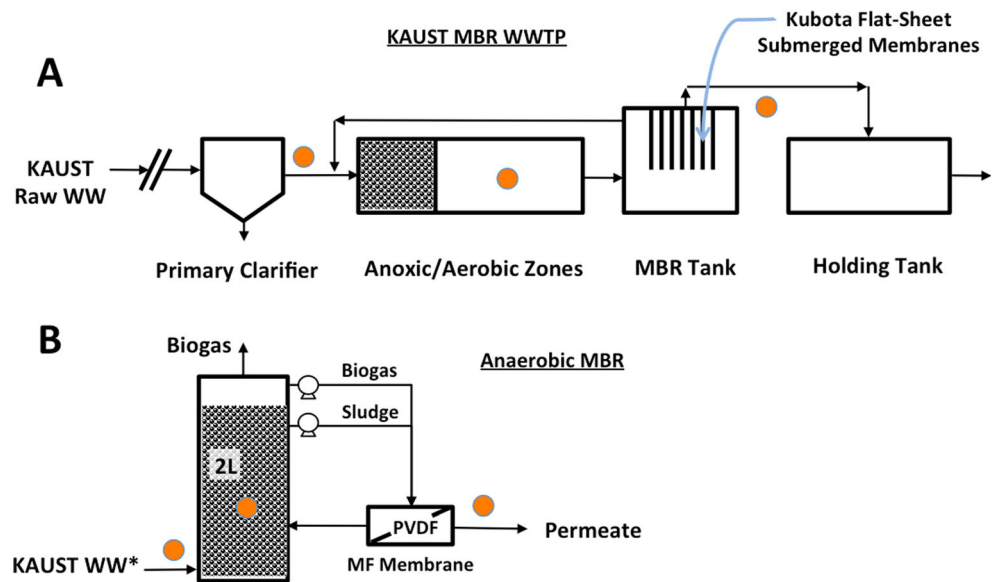 KAUST MBR WWTP
Kubota Flat-Sheet
Submerged Membranes
A
KAUST
Raw WW
Primary Clarifier
Anoxic/Aerobic Zones
MBR Tank
Holding Tank
B
Biogas
Anaerobic MBR
Biogas
Sludge
2L
PVDF
Permeate
MF Membrane
KAUST WW*